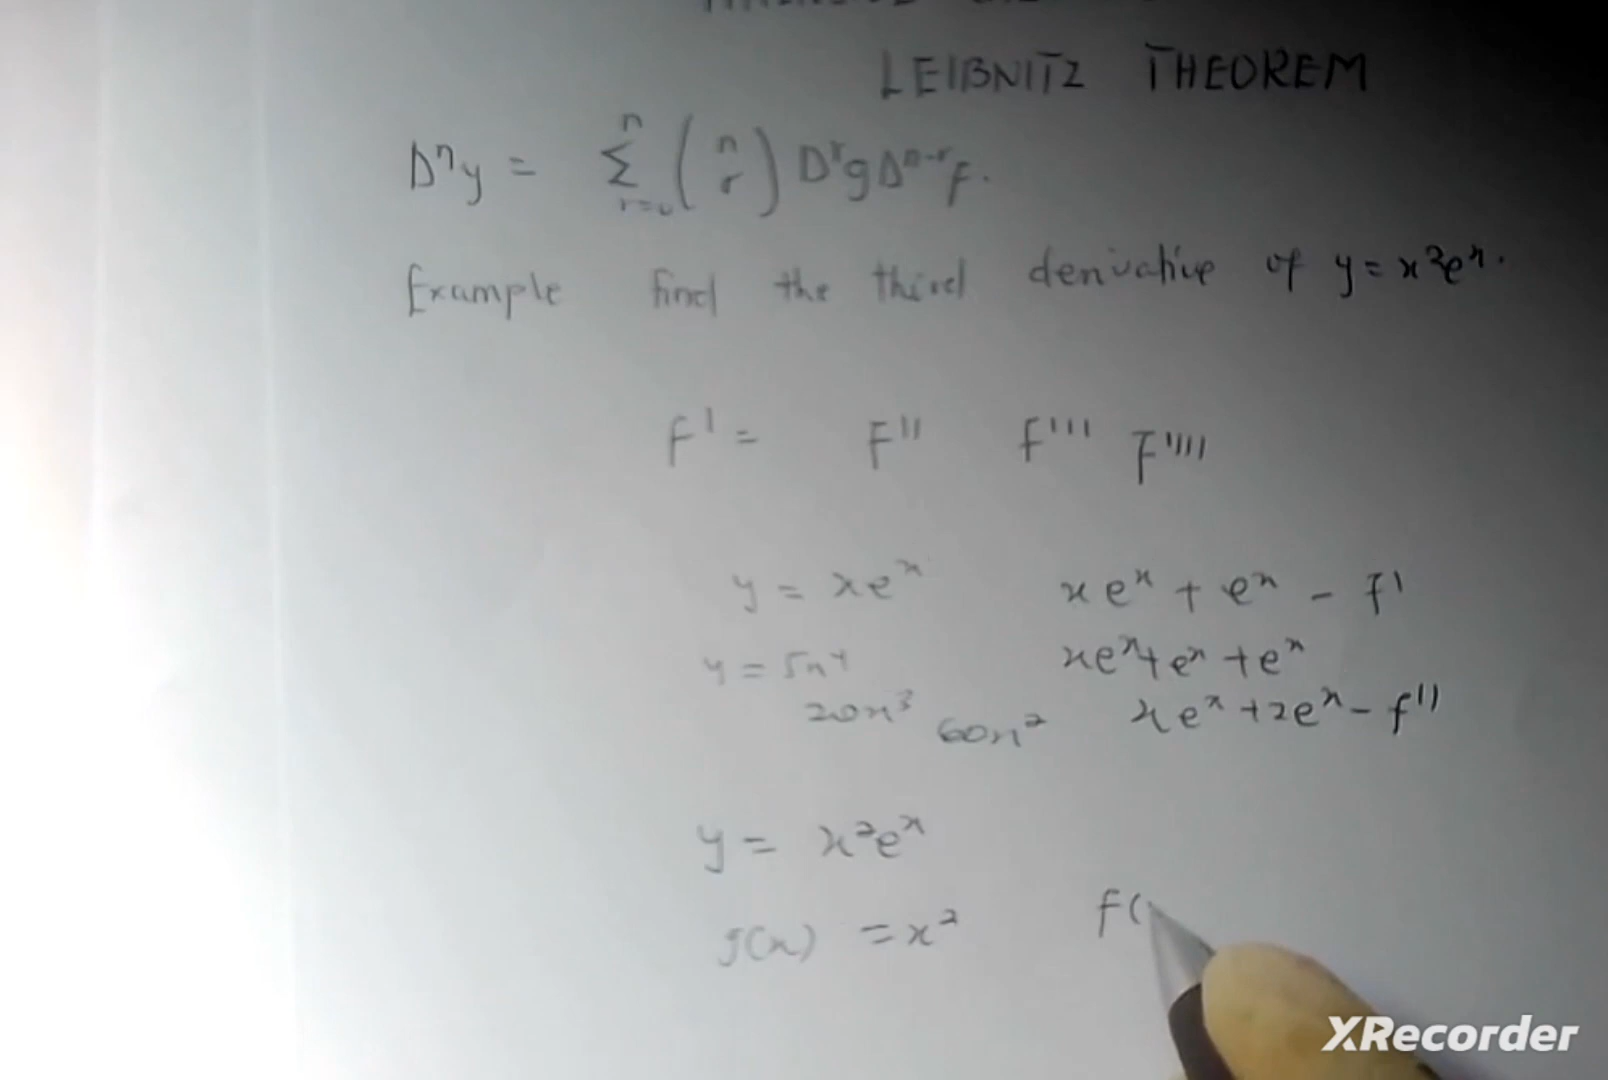 LEIBNITZ THEOREM
Dⁿy = Σ r=0 n (n r) Dʳg Dⁿ⁻ʳf.
Example find the third derivative of y = x²eˣ.
F' = F'' F''' F''''
y = xeˣ xeˣ + eˣ - f'
y = 5x⁴ xeˣ + eˣ + eˣ
20x³ 60x² xeˣ + 2eˣ - f''
y = x²eˣ
g(x) = x² f(
XRecorder